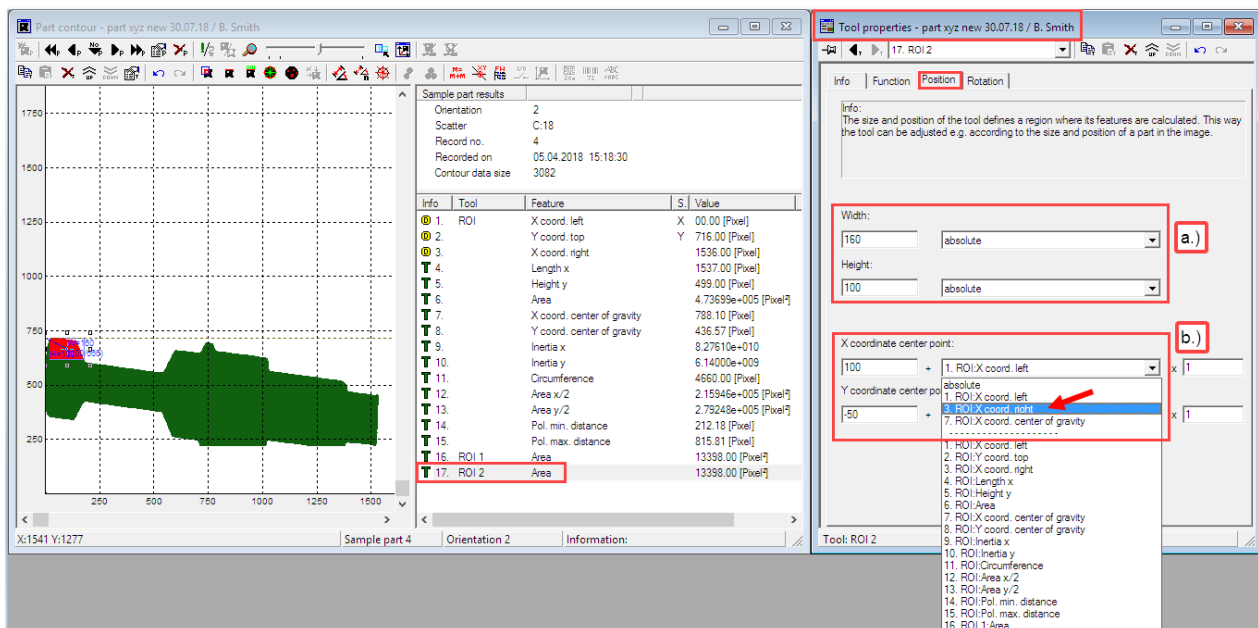 Part contour - part xyz new 30.07.18 / B. Smith
1750
1500
1250
1000
750
500
250
250 500 750 1000 1250 1500
Sample part results
Orientation 2
Scatter C:18
Record no. 4
Recorded on 05.04.2018 15:18:30
Contour data size 3082
Info Tool Feature S. Value
1. ROI X coord. left X 00.00 [Pixel]
2. Y coord. top Y 716.00 [Pixel]
3. X coord. right 1536.00 [Pixel]
T 4. Length x 1537.00 [Pixel]
T 5. Height y 499.00 [Pixel]
T 6. Area 4.73699e+005 [Pixel²]
T 7. X coord. center of gravity 788.10 [Pixel]
T 8. Y coord. center of gravity 436.57 [Pixel]
T 9. Inertia x 8.27610e+010
T 10. Inertia y 6.14000e+009
T 11. Circumference 4660.00 [Pixel]
T 12. Area x/2 2.15946e+005 [Pixel²]
T 13. Area y/2 2.79248e+005 [Pixel²]
T 14. Pol. min. distance 212.18 [Pixel]
T 15. Pol. max. distance 815.81 [Pixel]
T 16. ROI 1 Area 13398.00 [Pixel²]
T 17. ROI 2 Area 13398.00 [Pixel²]
X:1541 Y:1277 Sample part 4 Orientation 2 Information:
Tool properties - part xyz new 30.07.18 / B. Smith
17. ROI 2
Info Function Position Rotation
Info:
The size and position of the tool defines a region where its features are calculated. This way
the tool can be adjusted e.g. according to the size and position of a part in the image.
Width:
160 absolute
a.)
Height:
100 absolute
b.)
X coordinate center point:
100 + 1. ROI:X coord. left x 1
absolute
Y coordinate center po
1. ROI:X coord. left
3. ROI:X coord. right
-50 + x 1
7. ROI:X coord. center of gravity
--------------------
1. ROI:X coord. left
2. ROI:Y coord. top
3. ROI:X coord. right
4. ROI:Length x
5. ROI:Height y
6. ROI:Area
7. ROI:X coord. center of gravity
8. ROI:Y coord. center of gravity
9. ROI:Inertia x
10. ROI:Inertia y
11. ROI:Circumference
12. ROI:Area x/2
13. ROI:Area y/2
14. ROI:Pol. min. distance
15. ROI:Pol. max. distance
16. ROI 1:Area
Tool: ROI 2